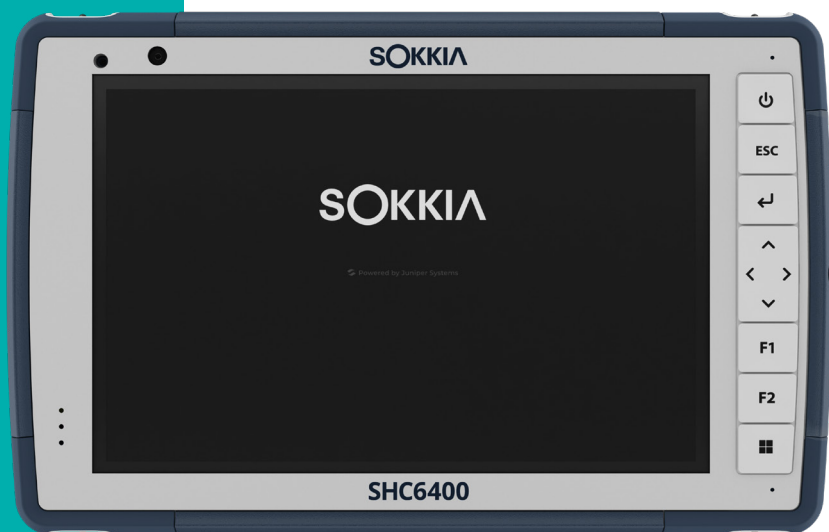 SOKKIA
SOKKIA
Powered by Juniper Systems
ESC
F1
F2
SHC6400